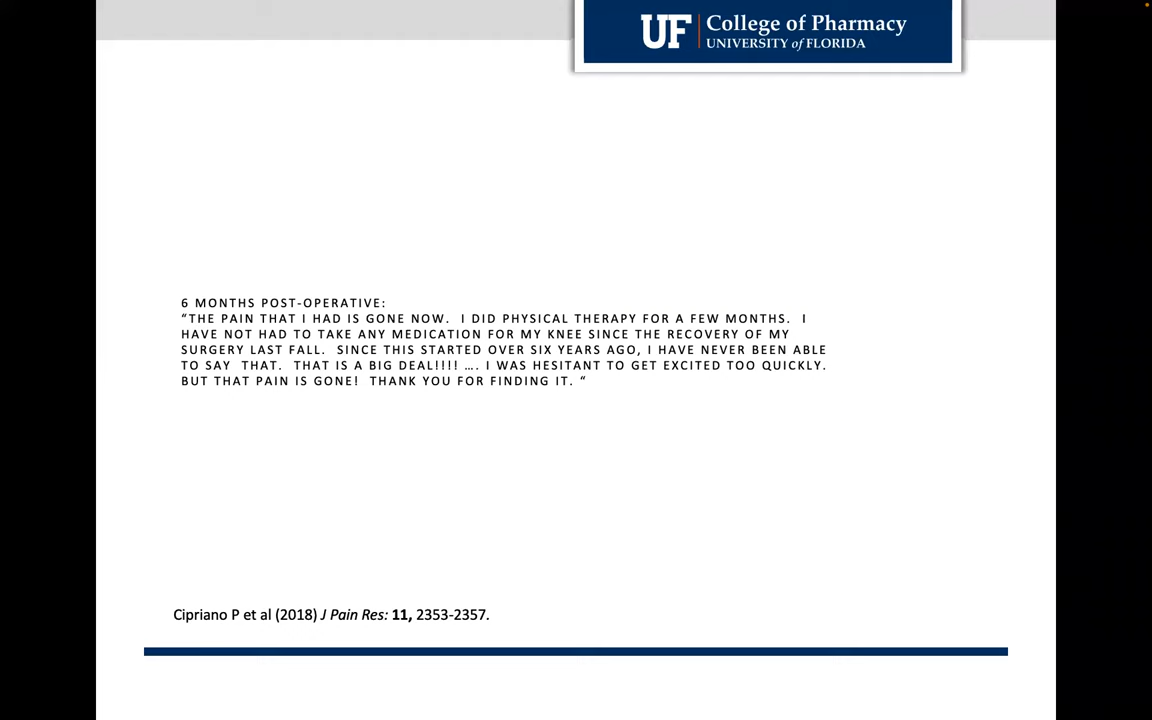 UF College of Pharmacy
UNIVERSITY of FLORIDA
6 MONTHS POST-OPERATIVE:
“THE PAIN THAT I HAD IS GONE NOW. I DID PHYSICAL THERAPY FOR A FEW MONTHS. I
HAVE NOT HAD TO TAKE ANY MEDICATION FOR MY KNEE SINCE THE RECOVERY OF MY
SURGERY LAST FALL. SINCE THIS STARTED OVER SIX YEARS AGO, I HAVE NEVER BEEN ABLE
TO SAY THAT. THAT IS A BIG DEAL!!!! …. I WAS HESITANT TO GET EXCITED TOO QUICKLY.
BUT THAT PAIN IS GONE! THANK YOU FOR FINDING IT. “
Cipriano P et al (2018) J Pain Res: 11, 2353-2357.